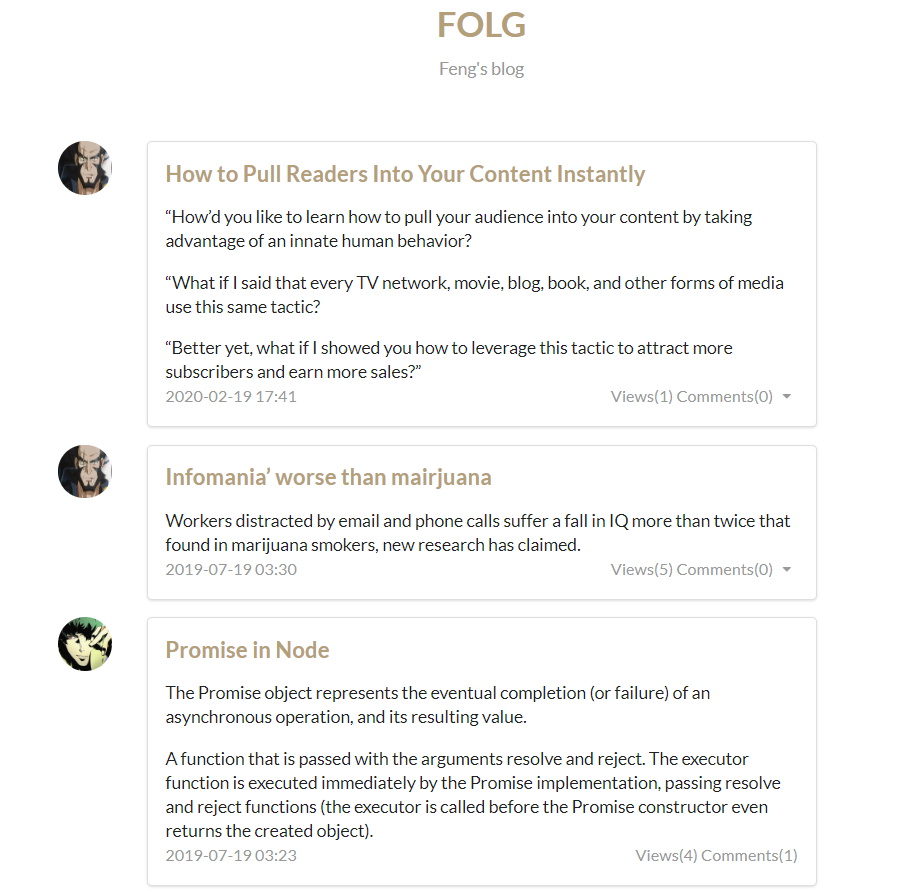 FOLG
Feng's blog
How to Pull Readers Into Your Content Instantly
“How’d you like to learn how to pull your audience into your content by taking
advantage of an innate human behavior?
“What if I said that every TV network, movie, blog, book, and other forms of media
use this same tactic?
“Better yet, what if I showed you how to leverage this tactic to attract more
subscribers and earn more sales?”
2020-02-19 17:41 Views(1) Comments(0)
Infomania’ worse than mairjuana
Workers distracted by email and phone calls suffer a fall in IQ more than twice that
found in marijuana smokers, new research has claimed.
2019-07-19 03:30 Views(5) Comments(0)
Promise in Node
The Promise object represents the eventual completion (or failure) of an
asynchronous operation, and its resulting value.
A function that is passed with the arguments resolve and reject. The executor
function is executed immediately by the Promise implementation, passing resolve
and reject functions (the executor is called before the Promise constructor even
returns the created object).
2019-07-19 03:23 Views(4) Comments(1)